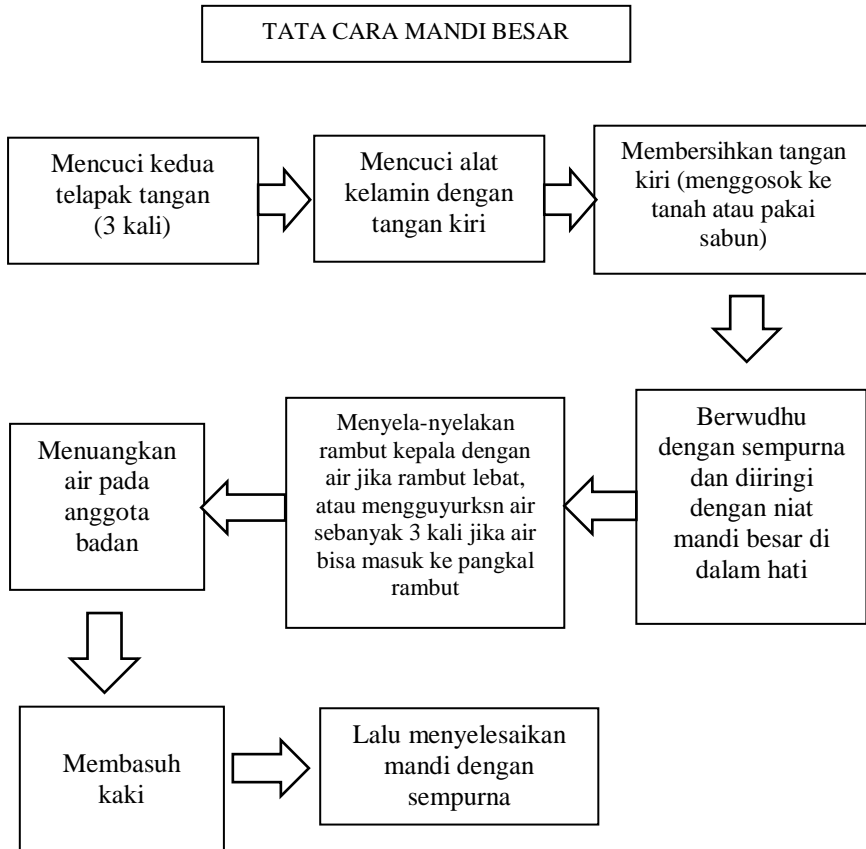 TATA CARA MANDI BESAR
Mencuci kedua
telapak tangan
(3 kali)
Mencuci alat
kelamin dengan
tangan kiri
Membersihkan tangan
kiri (menggosok ke
tanah atau pakai
sabun)
Berwudhu
dengan sempurna
dan diiringi
dengan niat
mandi besar di
dalam hati
Menyela-nyelakan
rambut kepala dengan
air jika rambut lebat,
atau mengguyurksn air
sebanyak 3 kali jika air
bisa masuk ke pangkal
rambut
Menuangkan
air pada
anggota
badan
Membasuh
kaki
Lalu menyelesaikan
mandi dengan
sempurna